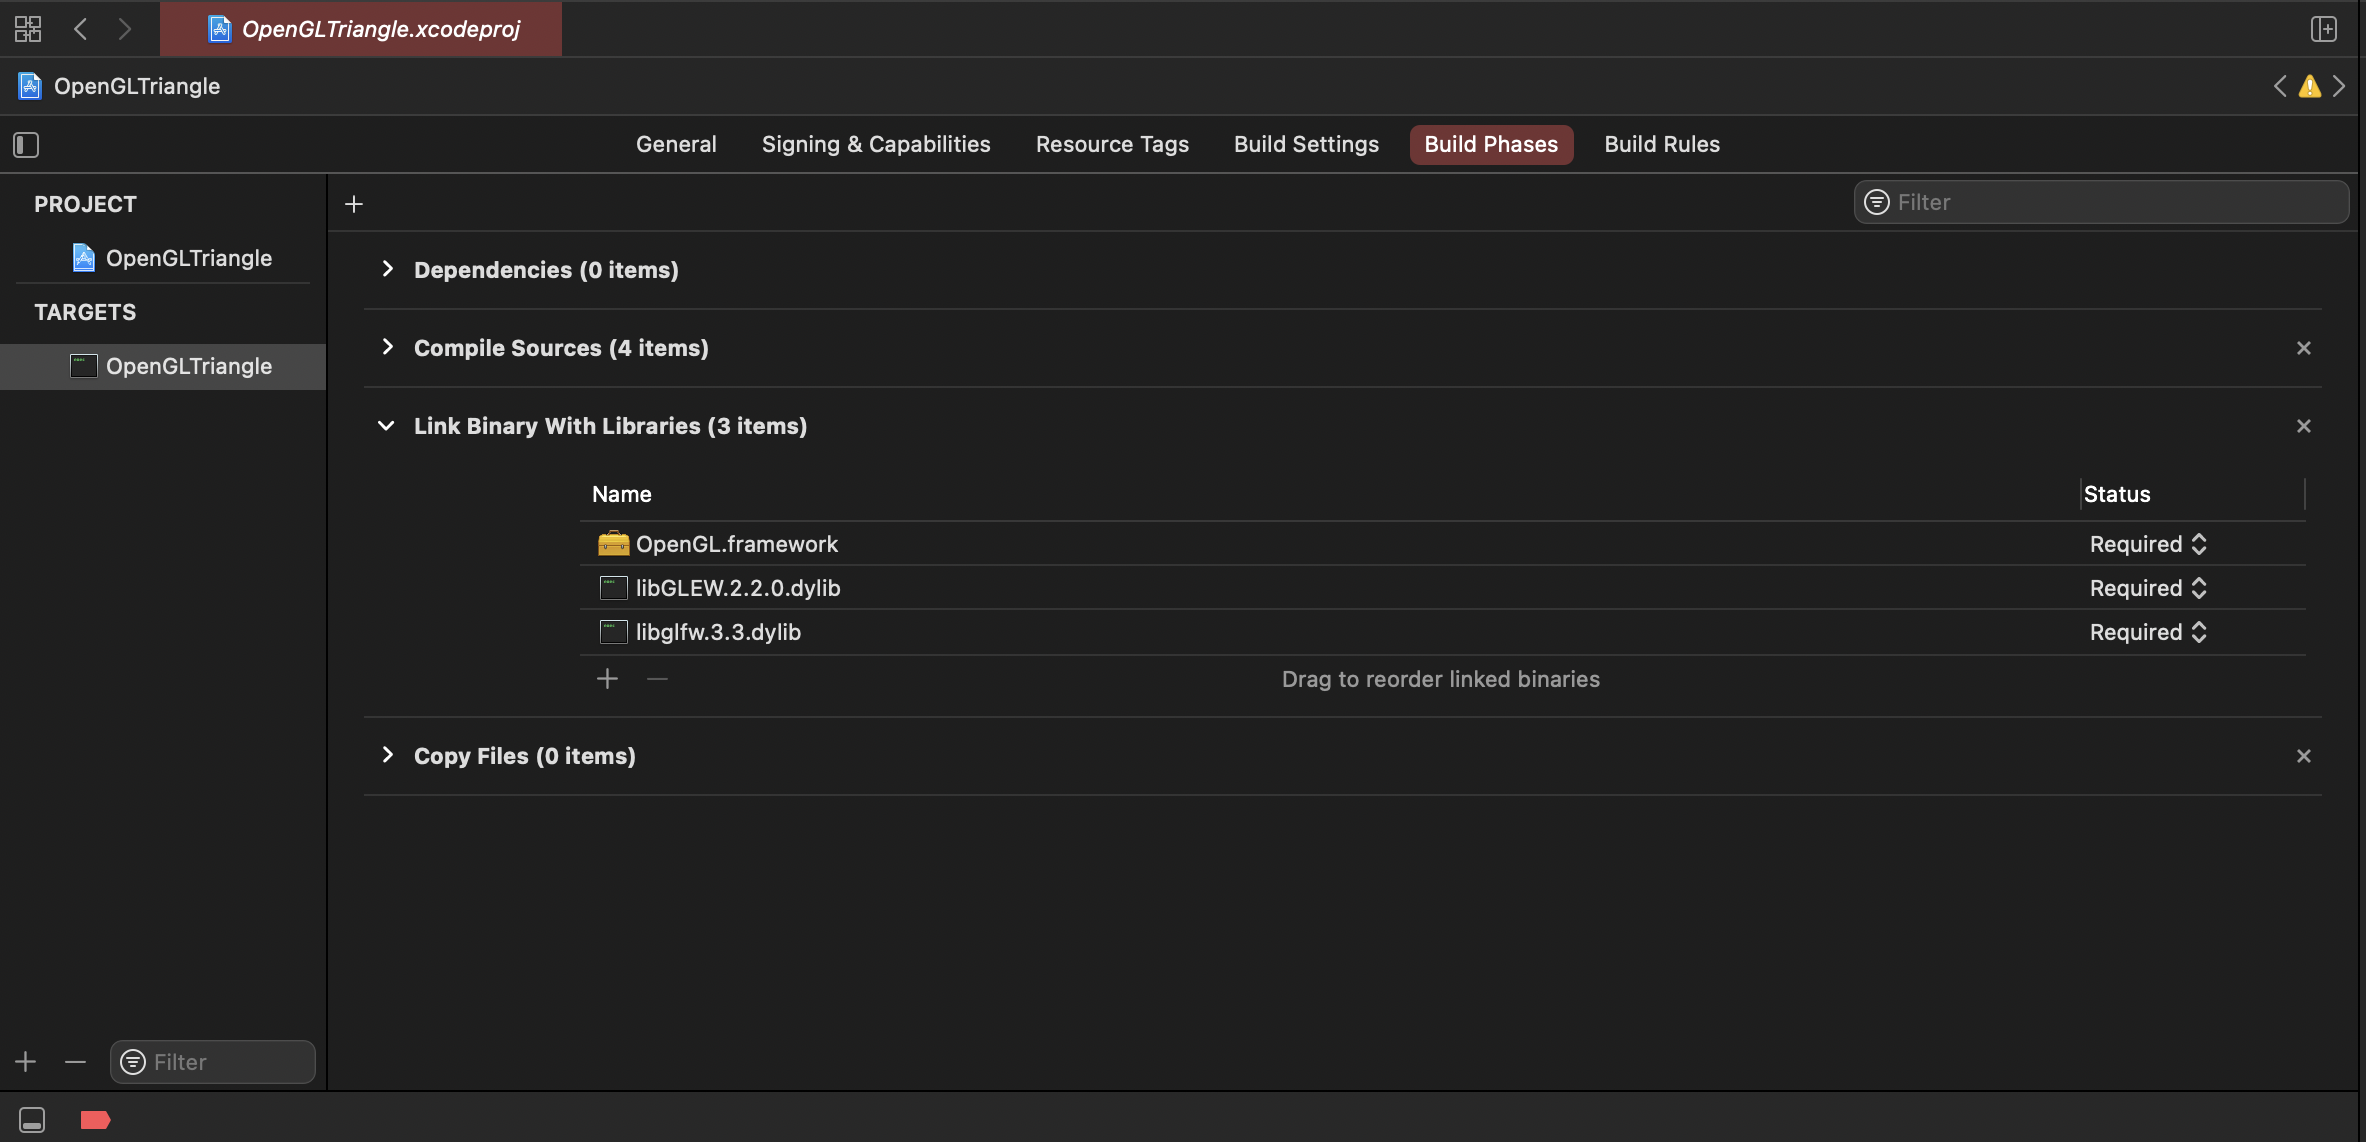 OpenGLTriangle.xcodeproj
OpenGLTriangle
General Signing & Capabilities Resource Tags Build Settings Build Phases Build Rules
PROJECT
OpenGLTriangle
TARGETS
OpenGLTriangle
Filter
Dependencies (0 items)
Compile Sources (4 items)
Link Binary With Libraries (3 items)
Name Status
OpenGL.framework Required
libGLEW.2.2.0.dylib Required
libglfw.3.3.dylib Required
Drag to reorder linked binaries
Copy Files (0 items)
Filter